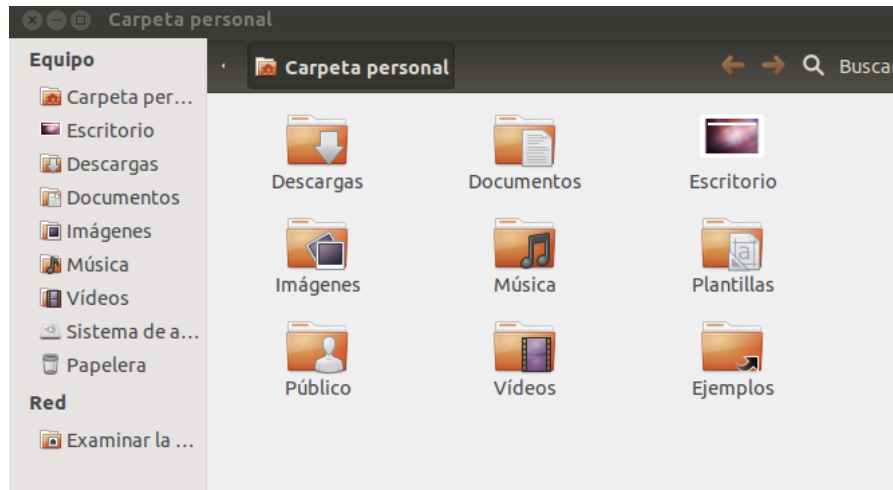 Carpeta personal
Equipo
Carpeta per...
Escritorio
Descargas
Documentos
Imágenes
Música
Vídeos
Sistema de a...
Papelera
Red
Examinar la ...
Carpeta personal
Buscar
Descargas Documentos Escritorio
Imágenes Música Plantillas
Público Vídeos Ejemplos